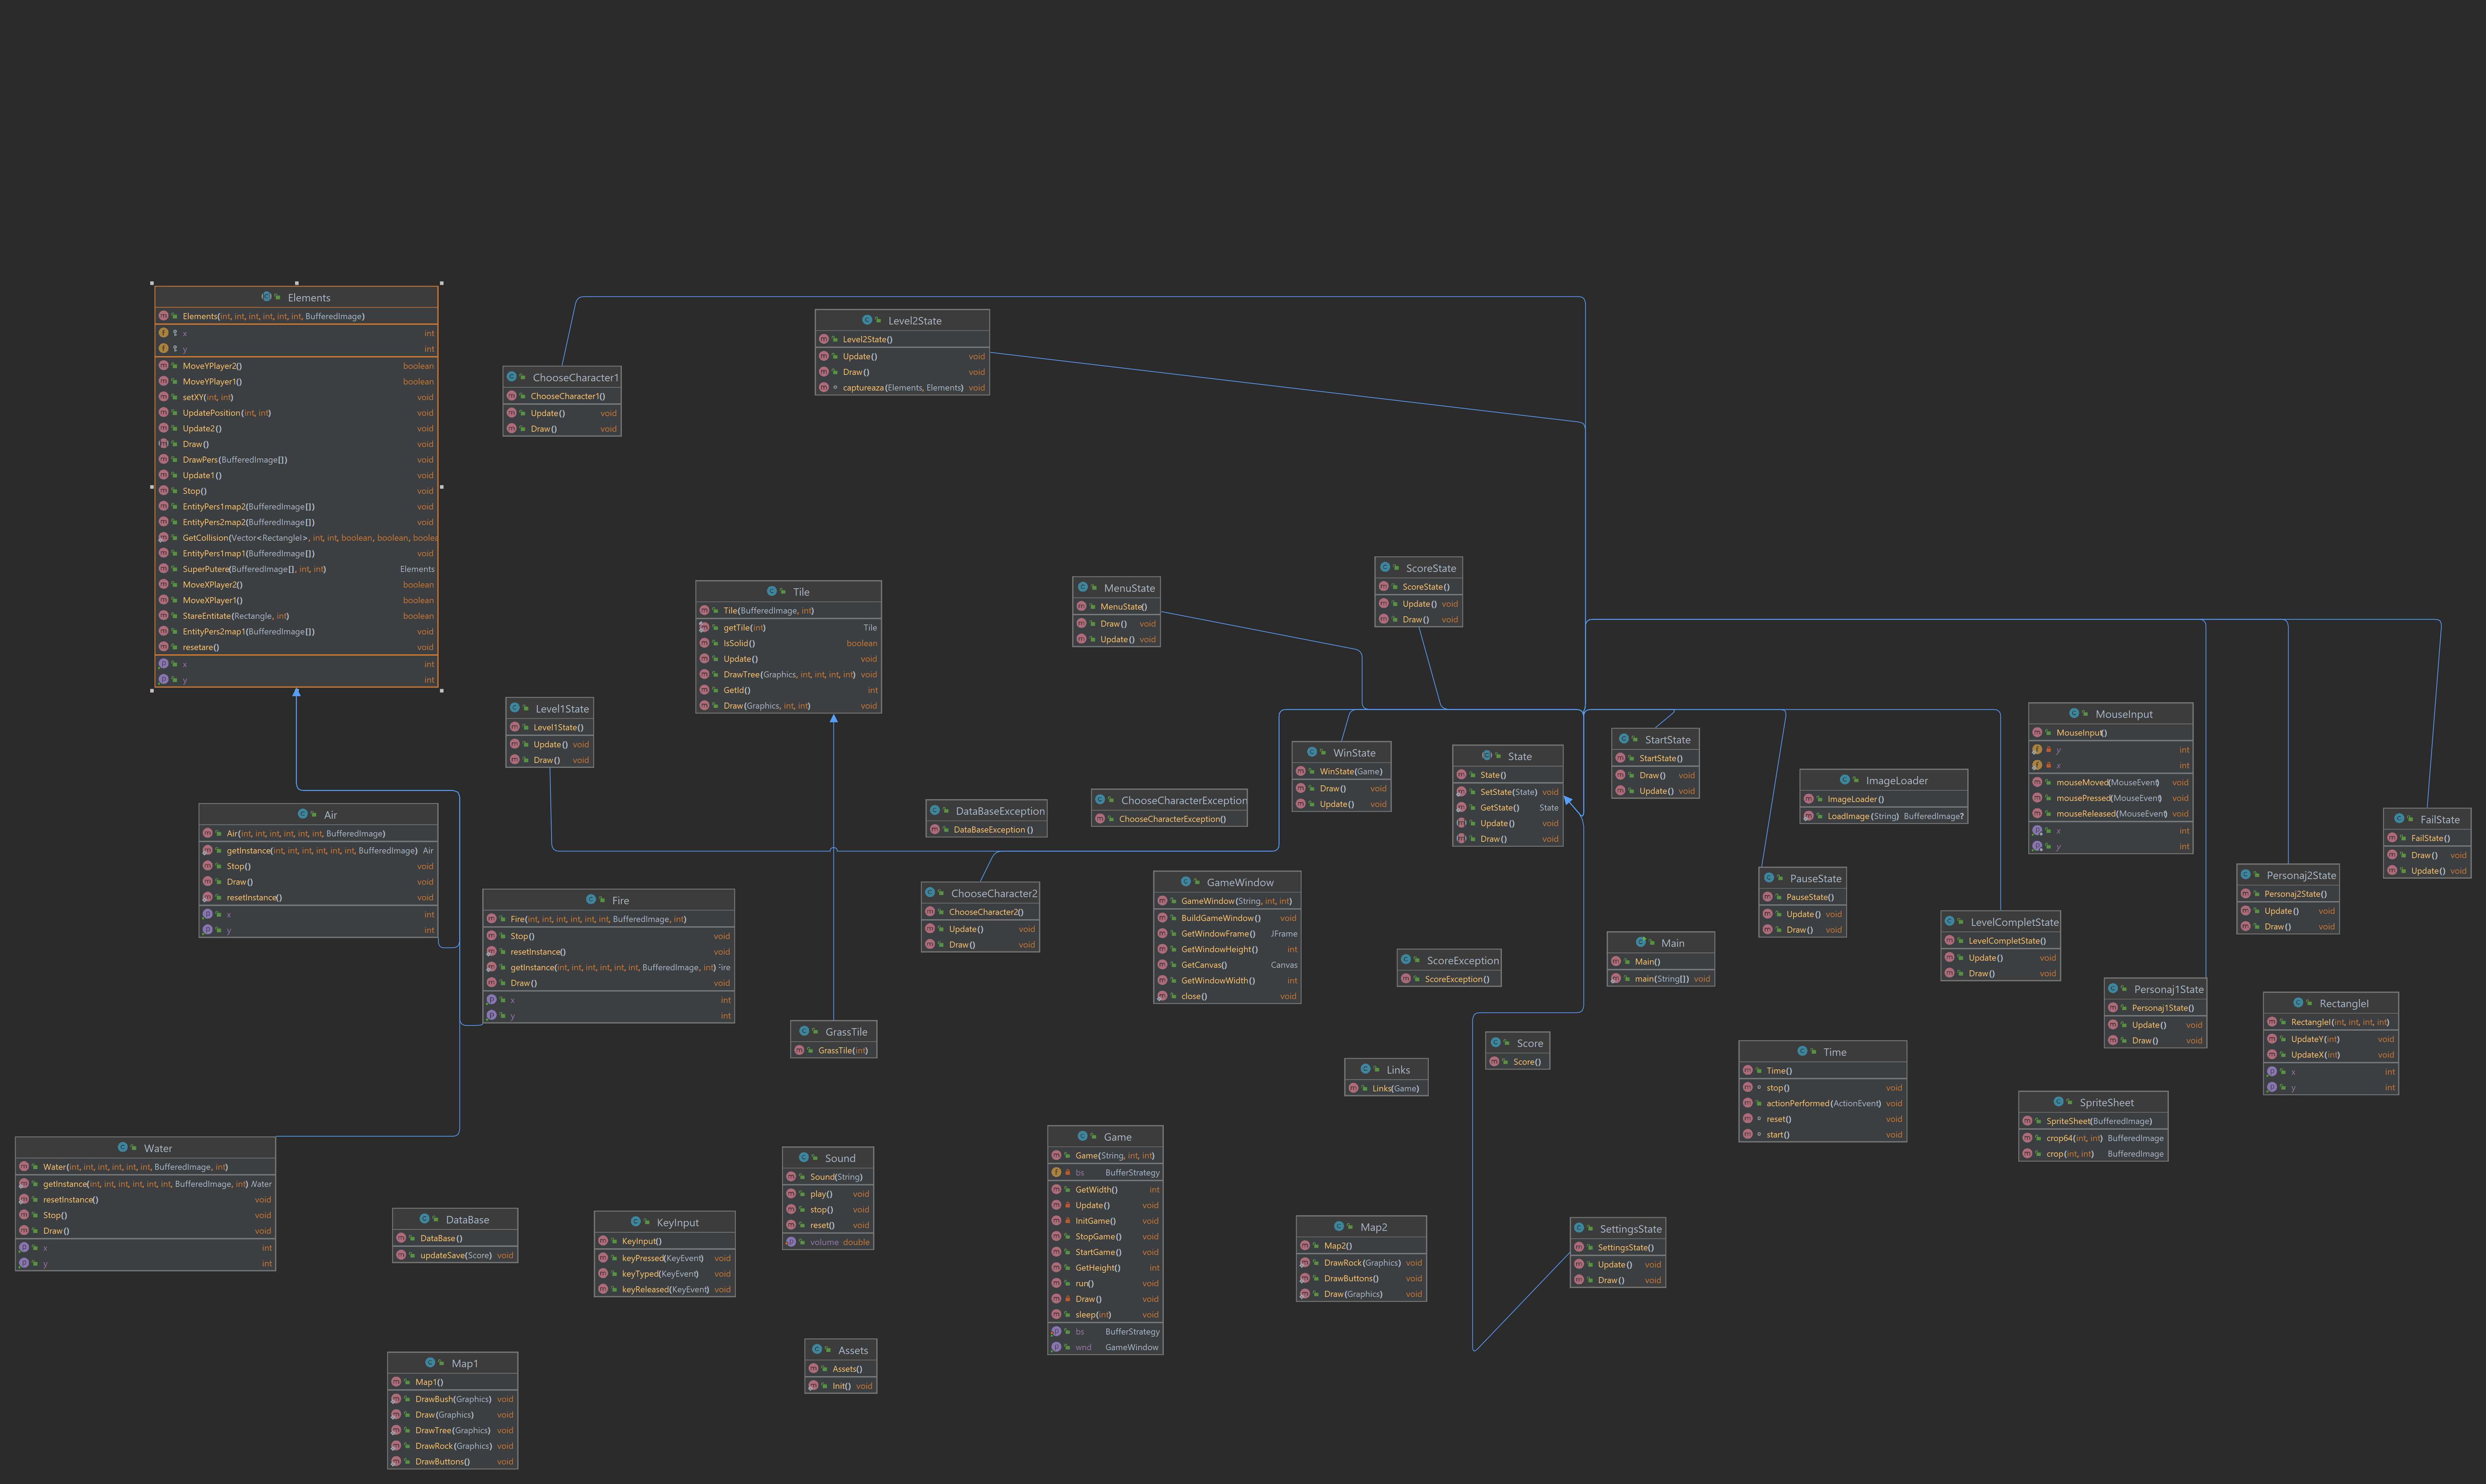 Elements
Elements(int, int, int, int, int, int, BufferedImage)
x int
y int
MoveYPlayer2() boolean
MoveYPlayer1() boolean
setXY(int, int) void
UpdatePosition(int, int) void
Update2() void
Draw() void
DrawPers(BufferedImage[]) void
Update1() void
Stop() void
EntityPers1map2(BufferedImage[]) void
EntityPers2map2(BufferedImage[]) void
GetCollision(Vector<RectangleI>, int, int, boolean, boolean, boolea
EntityPers1map1(BufferedImage[]) void
SuperPutere(BufferedImage[], int, int) Elements
MoveXPlayer2() boolean
MoveXPlayer1() boolean
StareEntitate(Rectangle, int) boolean
EntityPers2map1(BufferedImage[]) void
resetare() void
x int
y int
ChooseCharacter1
ChooseCharacter1()
Update() void
Draw() void
Level2State
Level2State()
Update() void
Draw() void
captureaza(Elements, Elements) void
Tile
Tile(BufferedImage, int)
getTile(int) Tile
IsSolid() boolean
Update() void
DrawTree(Graphics, int, int, int, int) void
GetId() int
Draw(Graphics, int, int) void
MenuState
MenuState()
Draw() void
Update() void
ScoreState
ScoreState()
Update() void
Draw() void
Level1State
Level1State()
Update() void
Draw() void
WinState
WinState(Game)
Draw() void
Update() void
State
State()
SetState(State) void
GetState() State
Update() void
Draw() void
StartState
StartState()
Draw() void
Update() void
ImageLoader
ImageLoader()
LoadImage(String) BufferedImage?
MouseInput
MouseInput()
y int
x int
mouseMoved(MouseEvent) void
mousePressed(MouseEvent) void
mouseReleased(MouseEvent) void
x int
y int
FailState
FailState()
Draw() void
Update() void
Air
Air(int, int, int, int, int, int, BufferedImage)
getInstance(int, int, int, int, int, int, BufferedImage) Air
Stop() void
Draw() void
resetInstance() void
x int
y int
DataBaseException
DataBaseException()
ChooseCharacterException
ChooseCharacterException()
Fire
Fire(int, int, int, int, int, int, BufferedImage, int)
Stop() void
resetInstance() void
getInstance(int, int, int, int, int, int, BufferedImage, int) Fire
Draw() void
x int
y int
ChooseCharacter2
ChooseCharacter2()
Update() void
Draw() void
GameWindow
GameWindow(String, int, int)
BuildGameWindow() void
GetWindowFrame() JFrame
GetWindowHeight() int
GetCanvas() Canvas
GetWindowWidth() int
close() void
PauseState
PauseState()
Update() void
Draw() void
LevelCompletState
LevelCompletState()
Update() void
Draw() void
Personaj2State
Personaj2State()
Update() void
Draw() void
ScoreException
ScoreException()
Main
Main()
main(String[]) void
Personaj1State
Personaj1State()
Update() void
Draw() void
RectangleI
RectangleI(int, int, int, int)
UpdateY(int) void
UpdateX(int) void
x int
y int
GrassTile
GrassTile(int)
Score
Score()
Links
Links(Game)
Time
Time()
stop() void
actionPerformed(ActionEvent) void
reset() void
start() void
SpriteSheet
SpriteSheet(BufferedImage)
crop64(int, int) BufferedImage
crop(int, int) BufferedImage
Water
Water(int, int, int, int, int, int, BufferedImage, int)
getInstance(int, int, int, int, int, int, BufferedImage, int) Water
resetInstance() void
Stop() void
Draw() void
x int
y int
Sound
Sound(String)
play() void
stop() void
reset() void
volume double
Game
Game(String, int, int)
bs BufferStrategy
GetWidth() int
Update() void
InitGame() void
StopGame() void
StartGame() void
GetHeight() int
run() void
Draw() void
sleep(int) void
bs BufferStrategy
wnd GameWindow
DataBase
DataBase()
updateSave(Score) void
KeyInput
KeyInput()
keyPressed(KeyEvent) void
keyTyped(KeyEvent) void
keyReleased(KeyEvent) void
Map2
Map2()
DrawRock(Graphics) void
DrawButtons() void
Draw(Graphics) void
SettingsState
SettingsState()
Update() void
Draw() void
Assets
Assets()
Init() void
Map1
Map1()
DrawBush(Graphics) void
Draw(Graphics) void
DrawTree(Graphics) void
DrawRock(Graphics) void
DrawButtons() void